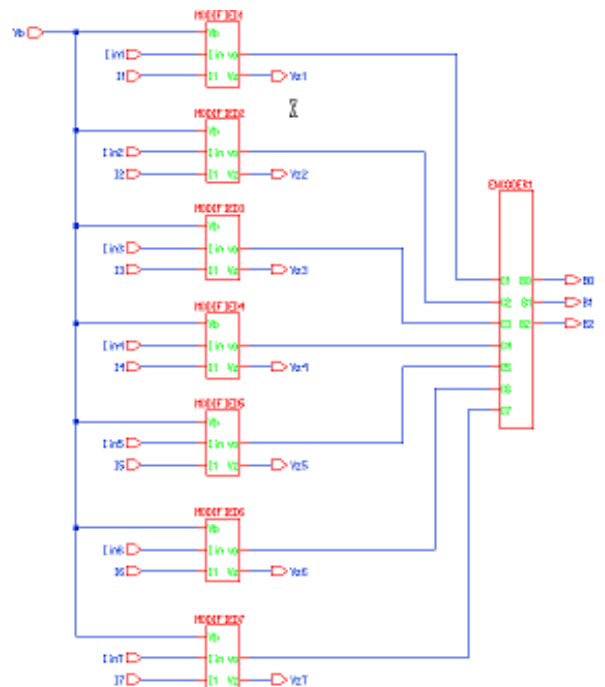 MODIFIED1
Vb
Vb
Iin1
Iin vo
I1
I1 Vz
Vz1
MODIFIED2
Vb
Iin2
Iin vo
I2
I1 Vz
Vz2
ENCODER1
MODIFIED3
Vb
Iin3
Iin vo
I3
I1 Vz
Vz3
E1 B0
B0
E2 B1
B1
E3 B2
B2
MODIFIED4
Vb
Iin4
Iin vo
E4
I4
I1 Vz
Vz4
E5
E6
MODIFIED5
Vb
E7
Iin5
Iin vo
I5
I1 Vz
Vz5
MODIFIED6
Vb
Iin6
Iin vo
I6
I1 Vz
Vz6
MODIFIED7
Vb
Iin7
Iin vo
I7
I1 Vz
Vz7